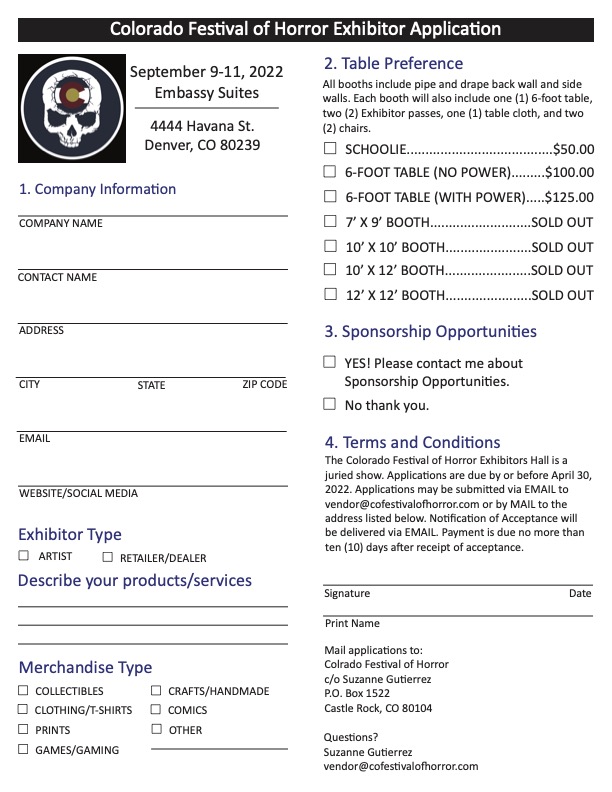 Colorado Festival of Horror Exhibitor Application
September 9-11, 2022
Embassy Suites
4444 Havana St.
Denver, CO 80239
1. Company Information
COMPANY NAME
CONTACT NAME
ADDRESS
CITY STATE ZIP CODE
EMAIL
WEBSITE/SOCIAL MEDIA
Exhibitor Type
ARTIST RETAILER/DEALER
Describe your products/services
Merchandise Type
COLLECTIBLES CRAFTS/HANDMADE
CLOTHING/T-SHIRTS COMICS
PRINTS OTHER
GAMES/GAMING
2. Table Preference
All booths include pipe and drape back wall and side
walls. Each booth will also include one (1) 6-foot table,
two (2) Exhibitor passes, one (1) table cloth, and two
(2) chairs.
SCHOOLIE....................................$50.00
6-FOOT TABLE (NO POWER).......$100.00
6-FOOT TABLE (WITH POWER)....$125.00
7’ X 9’ BOOTH.........................SOLD OUT
10’ X 10’ BOOTH.....................SOLD OUT
10’ X 12’ BOOTH.....................SOLD OUT
12’ X 12’ BOOTH.....................SOLD OUT
3. Sponsorship Opportunities
YES! Please contact me about
Sponsorship Opportunities.
No thank you.
4. Terms and Conditions
The Colorado Festival of Horror Exhibitors Hall is a
juried show. Applications are due by or before April 30,
2022. Applications may be submitted via EMAIL to
vendor@cofestivalofhorror.com or by MAIL to the
address listed below. Notification of Acceptance will
be delivered via EMAIL. Payment is due no more than
ten (10) days after receipt of acceptance.
Signature Date
Print Name
Mail applications to:
Colrado Festival of Horror
c/o Suzanne Gutierrez
P.O. Box 1522
Castle Rock, CO 80104
Questions?
Suzanne Gutierrez
vendor@cofestivalofhorror.com